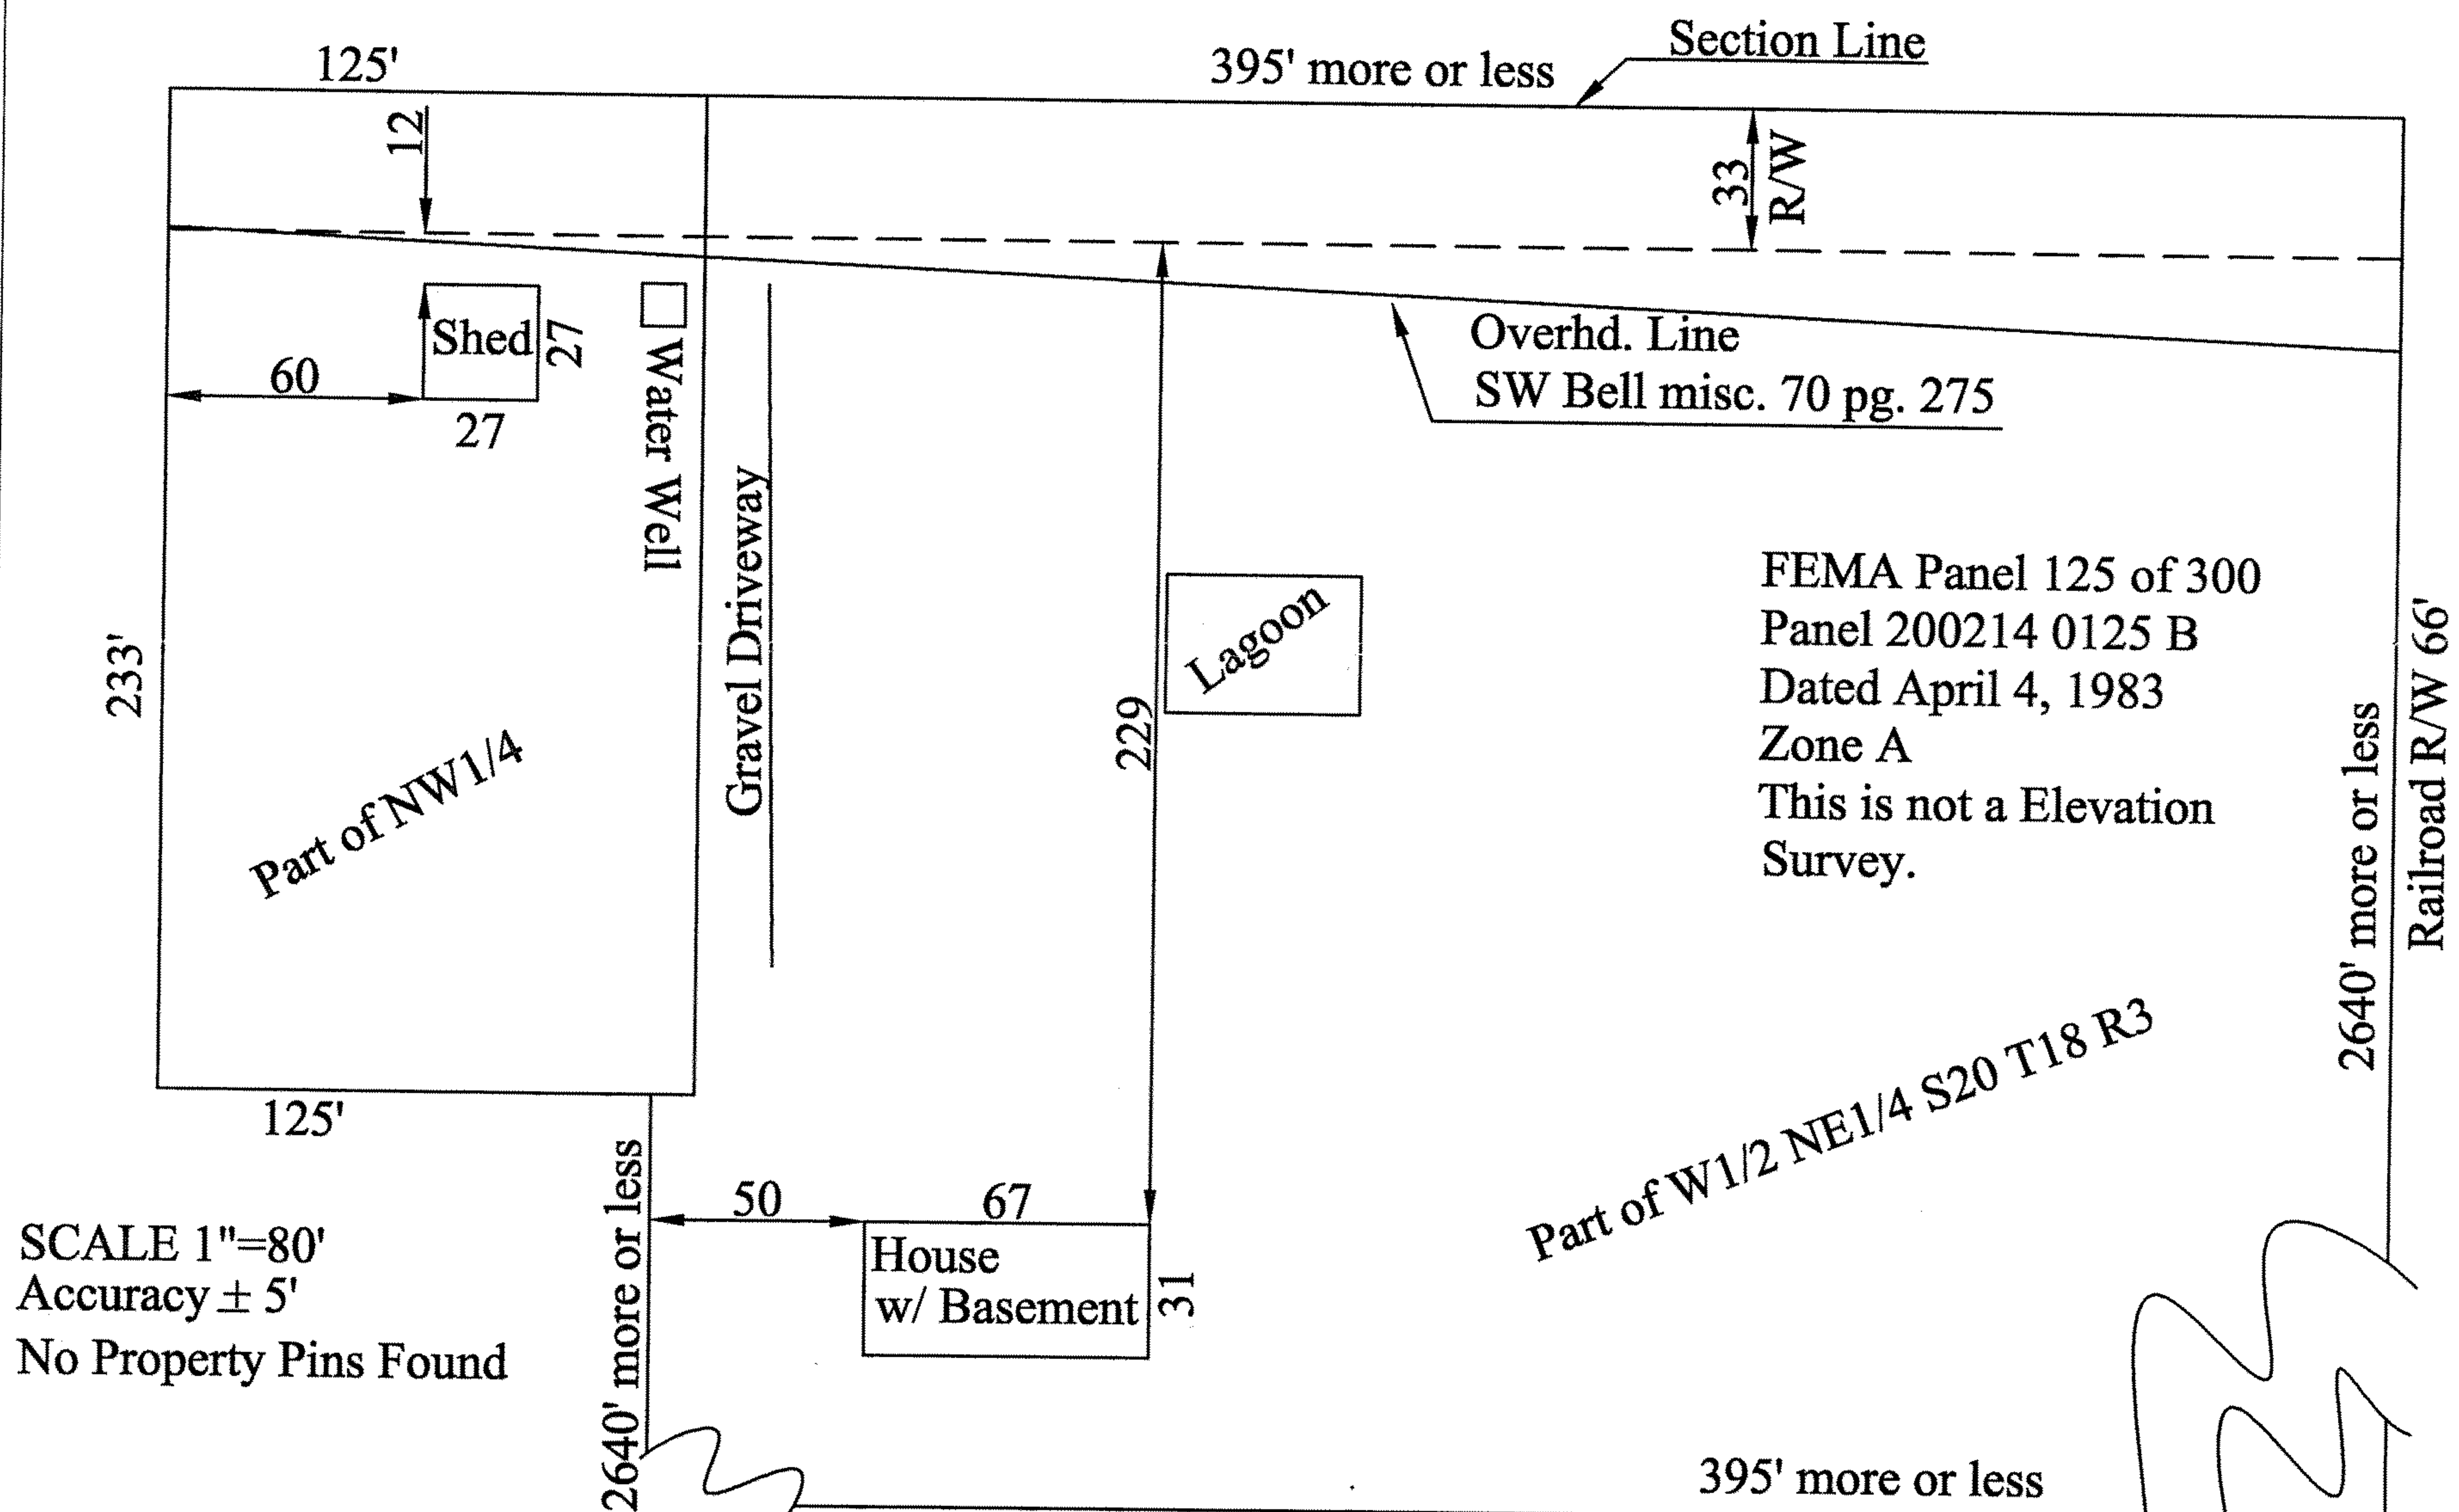 125'
395' more or less
Section Line
12
33
R/W
Shed
27
60
27
Water Well
Overhd. Line
SW Bell misc. 70 pg. 275
Gravel Driveway
233'
229
Lagoon
FEMA Panel 125 of 300
Panel 200214 0125 B
Dated April 4, 1983
Zone A
This is not a Elevation
Survey.
2640' more or less
Railroad R/W 66'
Part of NW1/4
125'
Part of W1/2 NE1/4 S20 T18 R3
2640' more or less
50
67
House
w/ Basement
31
SCALE 1"=80'
Accuracy ± 5'
No Property Pins Found
395' more or less